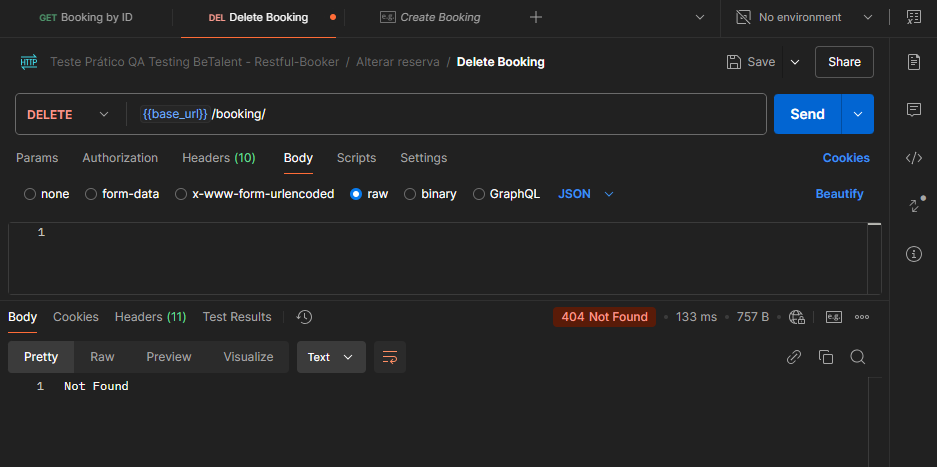 GET Booking by ID DEL Delete Booking e.g. Create Booking No environment
HTTP Teste Prático QA Testing BeTalent - Restful-Booker / Alterar reserva / Delete Booking Save Share
DELETE {{base_url}} /booking/ Send
Params Authorization Headers (10) Body Scripts Settings Cookies
none form-data x-www-form-urlencoded raw binary GraphQL JSON Beautify
1
Body Cookies Headers (11) Test Results 404 Not Found 133 ms 757 B e.g.
Pretty Raw Preview Visualize Text
1 Not Found